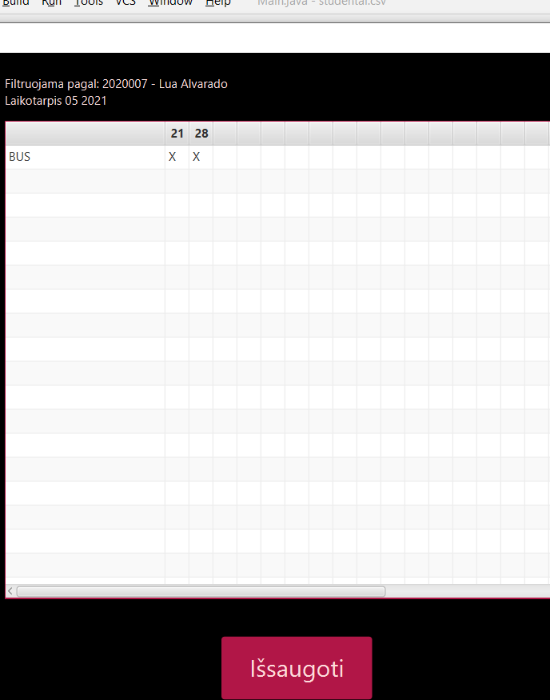 Build Run Tools VCS Window Help Main.java - studentai.csv
Filtruojama pagal: 2020007 - Lua Alvarado
Laikotarpis 05 2021
21 28
BUS X X
Išsaugoti